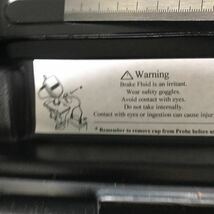 Warning
Brake Fluid is an irritant.
Wear safety goggles.
Avoid contact with eyes.
Do not take internally.
Contact with eyes or ingestion can cause injur
* Remember to remove cap from Probe before